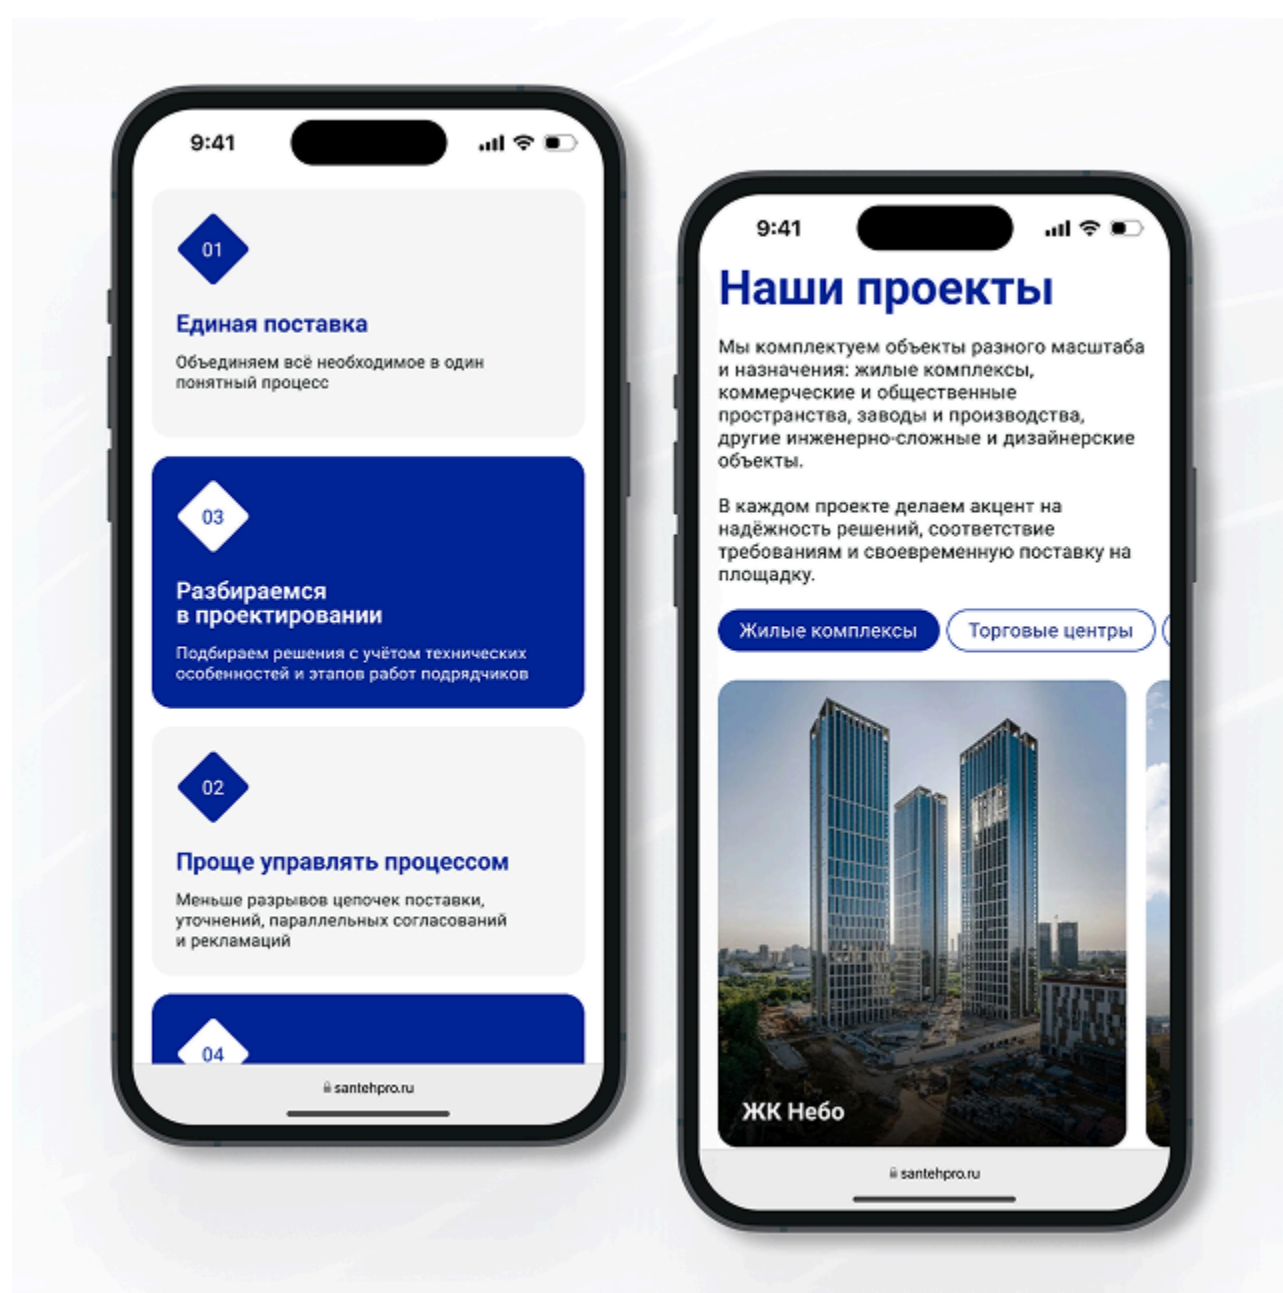 9:41
01
Единая поставка
Объединяем всё необходимое в один
понятный процесс
03
Разбираемся
в проектировании
Подбираем решения с учётом технических
особенностей и этапов работ подрядчиков
02
Проще управлять процессом
Меньше разрывов цепочек поставки,
уточнений, параллельных согласований
и рекламаций
04
santehpro.ru
9:41
Наши проекты
Мы комплектуем объекты разного масштаба
и назначения: жилые комплексы,
коммерческие и общественные
пространства, заводы и производства,
другие инженерно-сложные и дизайнерские
объекты.
В каждом проекте делаем акцент на
надёжность решений, соответствие
требованиям и своевременную поставку на
площадку.
Жилые комплексы
Торговые центры
ЖК Небо
santehpro.ru